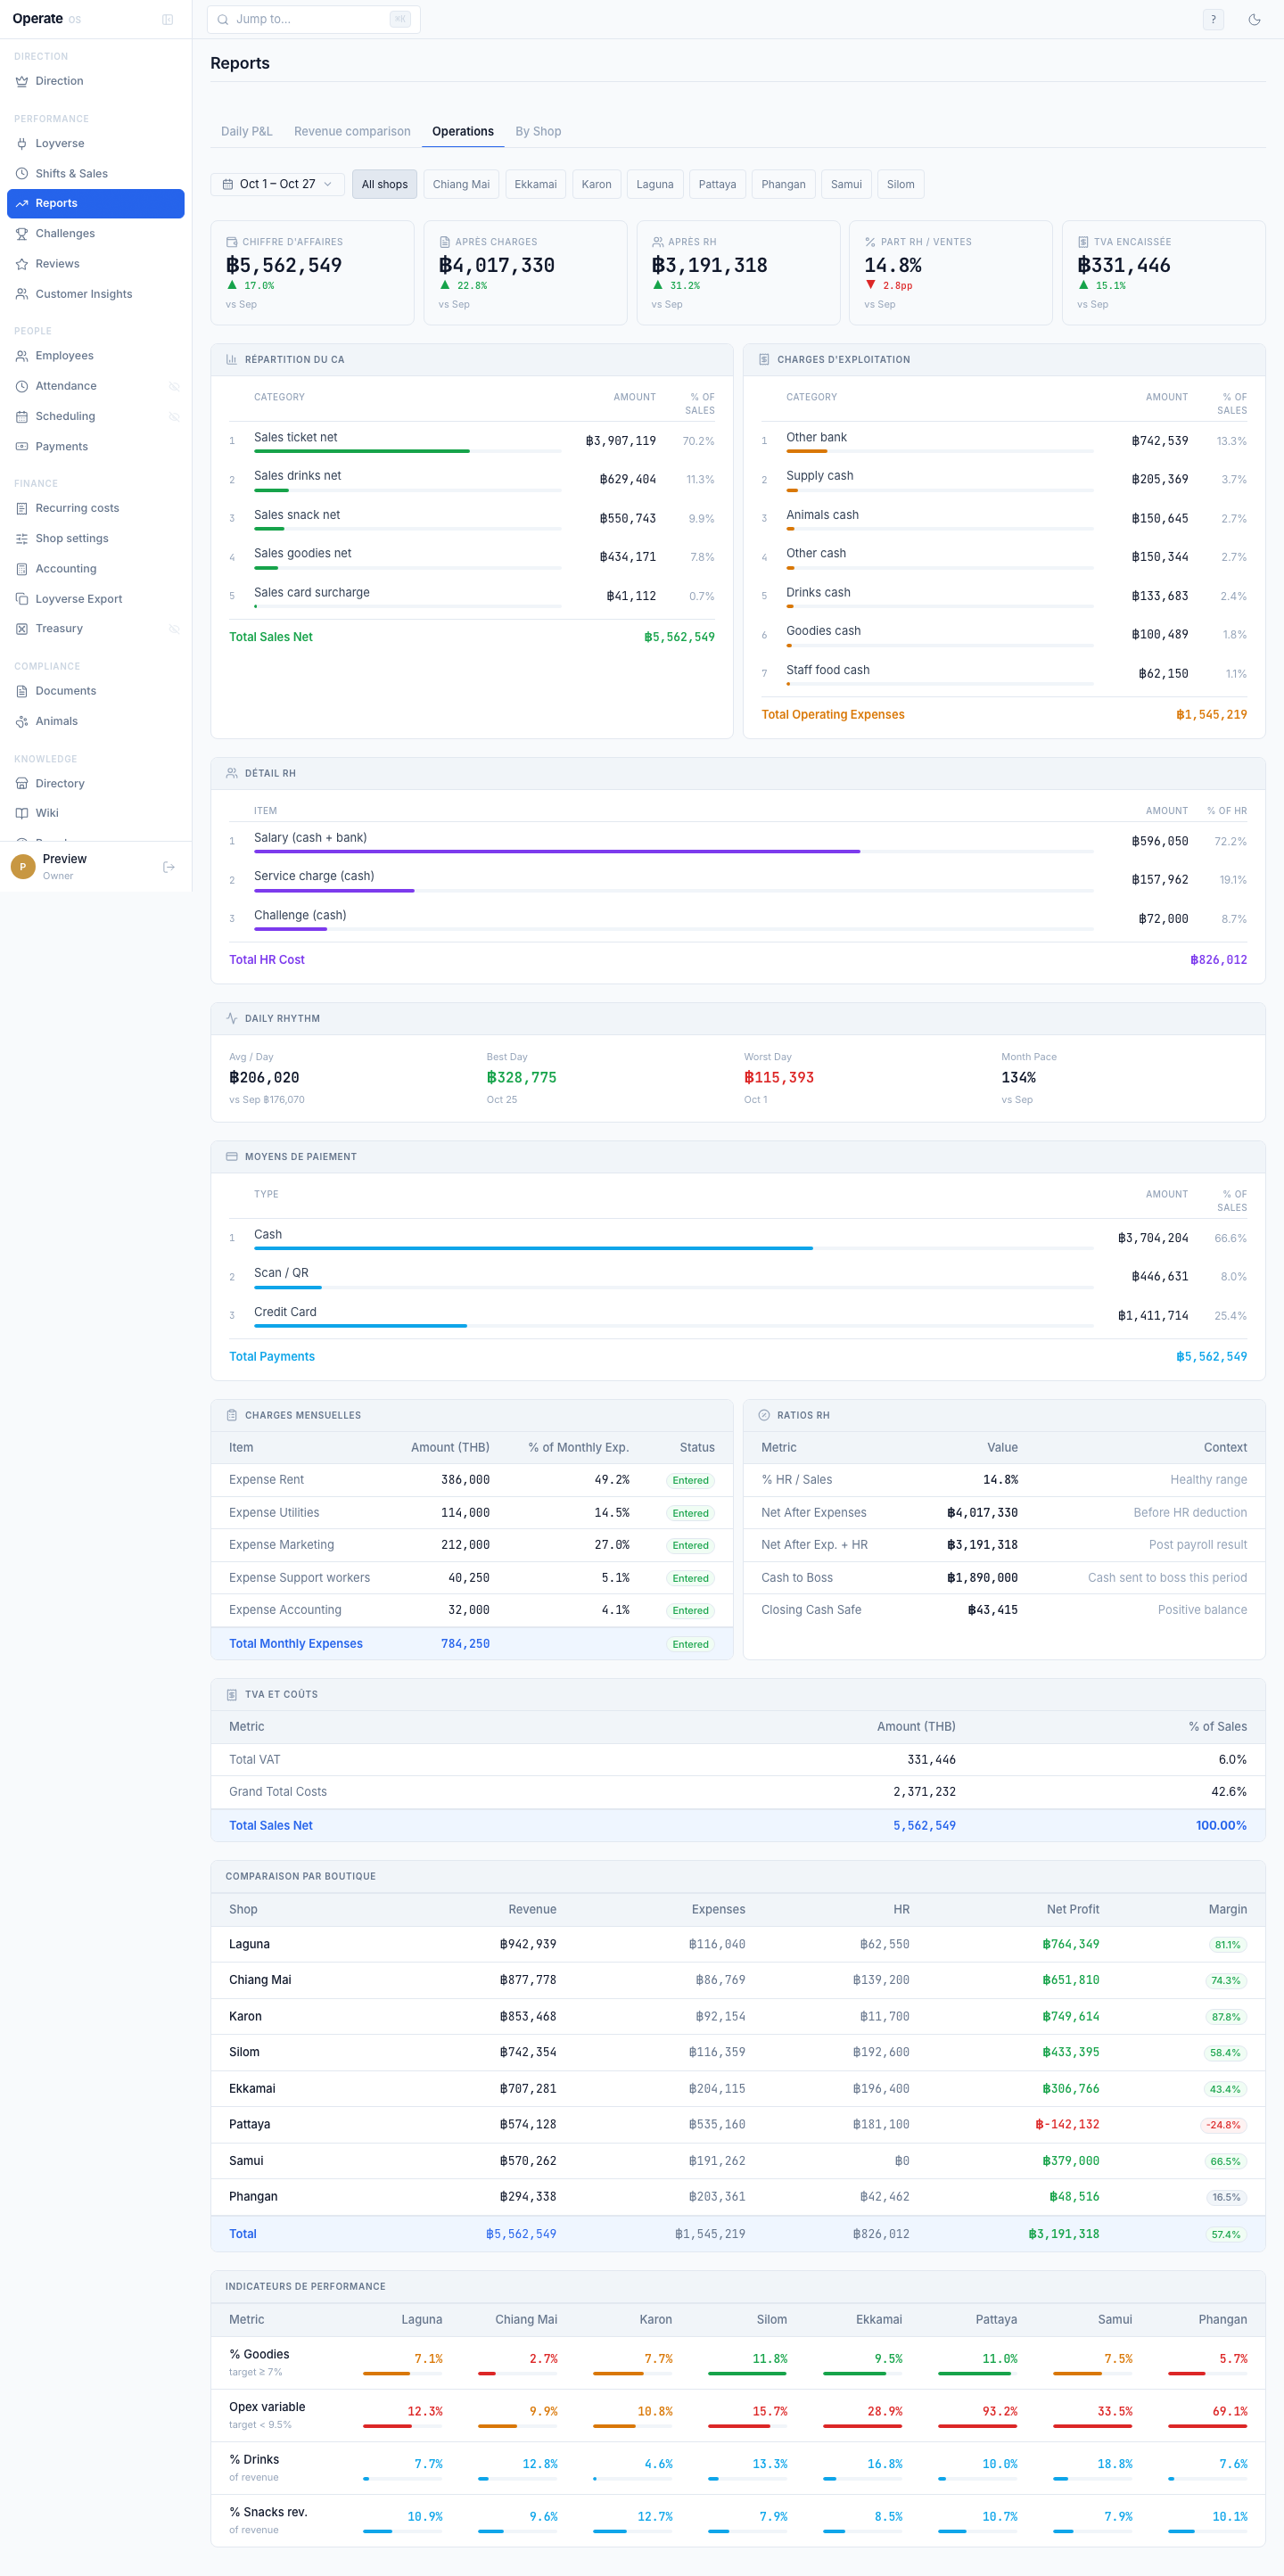 Operate OS
Jump to...
⌘K
?
DIRECTION
Direction
PERFORMANCE
Loyverse
Shifts & Sales
Reports
Challenges
Reviews
Customer Insights
PEOPLE
Employees
Attendance
Scheduling
Payments
FINANCE
Recurring costs
Shop settings
Accounting
Loyverse Export
Treasury
COMPLIANCE
Documents
Animals
KNOWLEDGE
Directory
Wiki
P
Preview
Owner
Reports
Daily P&L Revenue comparison Operations By Shop
Oct 1 – Oct 27 All shops Chiang Mai Ekkamai Karon Laguna Pattaya Phangan Samui Silom
CHIFFRE D'AFFAIRES
฿5,562,549
▲ 17.0%
vs Sep
APRÈS CHARGES
฿4,017,330
▲ 22.8%
vs Sep
APRÈS RH
฿3,191,318
▲ 31.2%
vs Sep
PART RH / VENTES
14.8%
▼ 2.8pp
vs Sep
TVA ENCAISSÉE
฿331,446
▲ 15.1%
vs Sep
RÉPARTITION DU CA
CATEGORY AMOUNT % OF
SALES
1 Sales ticket net ฿3,907,119 70.2%
2 Sales drinks net ฿629,404 11.3%
3 Sales snack net ฿550,743 9.9%
4 Sales goodies net ฿434,171 7.8%
5 Sales card surcharge ฿41,112 0.7%
Total Sales Net ฿5,562,549
CHARGES D'EXPLOITATION
CATEGORY AMOUNT % OF
SALES
1 Other bank ฿742,539 13.3%
2 Supply cash ฿205,369 3.7%
3 Animals cash ฿150,645 2.7%
4 Other cash ฿150,344 2.7%
5 Drinks cash ฿133,683 2.4%
6 Goodies cash ฿100,489 1.8%
7 Staff food cash ฿62,150 1.1%
Total Operating Expenses ฿1,545,219
DÉTAIL RH
ITEM AMOUNT % OF HR
1 Salary (cash + bank) ฿596,050 72.2%
2 Service charge (cash) ฿157,962 19.1%
3 Challenge (cash) ฿72,000 8.7%
Total HR Cost ฿826,012
DAILY RHYTHM
Avg / Day Best Day Worst Day Month Pace
฿206,020 ฿328,775 ฿115,393 134%
vs Sep ฿176,070 Oct 25 Oct 1 vs Sep
MOYENS DE PAIEMENT
TYPE AMOUNT % OF
SALES
1 Cash ฿3,704,204 66.6%
2 Scan / QR ฿446,631 8.0%
3 Credit Card ฿1,411,714 25.4%
Total Payments ฿5,562,549
CHARGES MENSUELLES
Item Amount (THB) % of Monthly Exp. Status
Expense Rent 386,000 49.2% Entered
Expense Utilities 114,000 14.5% Entered
Expense Marketing 212,000 27.0% Entered
Expense Support workers 40,250 5.1% Entered
Expense Accounting 32,000 4.1% Entered
Total Monthly Expenses 784,250 Entered
RATIOS RH
Metric Value Context
% HR / Sales 14.8% Healthy range
Net After Expenses ฿4,017,330 Before HR deduction
Net After Exp. + HR ฿3,191,318 Post payroll result
Cash to Boss ฿1,890,000 Cash sent to boss this period
Closing Cash Safe ฿43,415 Positive balance
TVA ET COÛTS
Metric Amount (THB) % of Sales
Total VAT 331,446 6.0%
Grand Total Costs 2,371,232 42.6%
Total Sales Net 5,562,549 100.00%
COMPARAISON PAR BOUTIQUE
Shop Revenue Expenses HR Net Profit Margin
Laguna ฿942,939 ฿116,040 ฿62,550 ฿764,349 81.1%
Chiang Mai ฿877,778 ฿86,769 ฿139,200 ฿651,810 74.3%
Karon ฿853,468 ฿92,154 ฿11,700 ฿749,614 87.8%
Silom ฿742,354 ฿116,359 ฿192,600 ฿433,395 58.4%
Ekkamai ฿707,281 ฿204,115 ฿196,400 ฿306,766 43.4%
Pattaya ฿574,128 ฿535,160 ฿181,100 ฿-142,132 -24.8%
Samui ฿570,262 ฿191,262 ฿0 ฿379,000 66.5%
Phangan ฿294,338 ฿203,361 ฿42,462 ฿48,516 16.5%
Total ฿5,562,549 ฿1,545,219 ฿826,012 ฿3,191,318 57.4%
INDICATEURS DE PERFORMANCE
Metric Laguna Chiang Mai Karon Silom Ekkamai Pattaya Samui Phangan
% Goodies 7.1% 2.7% 7.7% 11.8% 9.5% 11.0% 7.5% 5.7%
target ≥ 7%
Opex variable 12.3% 9.9% 10.8% 15.7% 28.9% 93.2% 33.5% 69.1%
target < 9.5%
% Drinks 7.7% 12.8% 4.6% 13.3% 16.8% 10.0% 18.8% 7.6%
of revenue
% Snacks rev. 10.9% 9.6% 12.7% 7.9% 8.5% 10.7% 7.9% 10.1%
of revenue